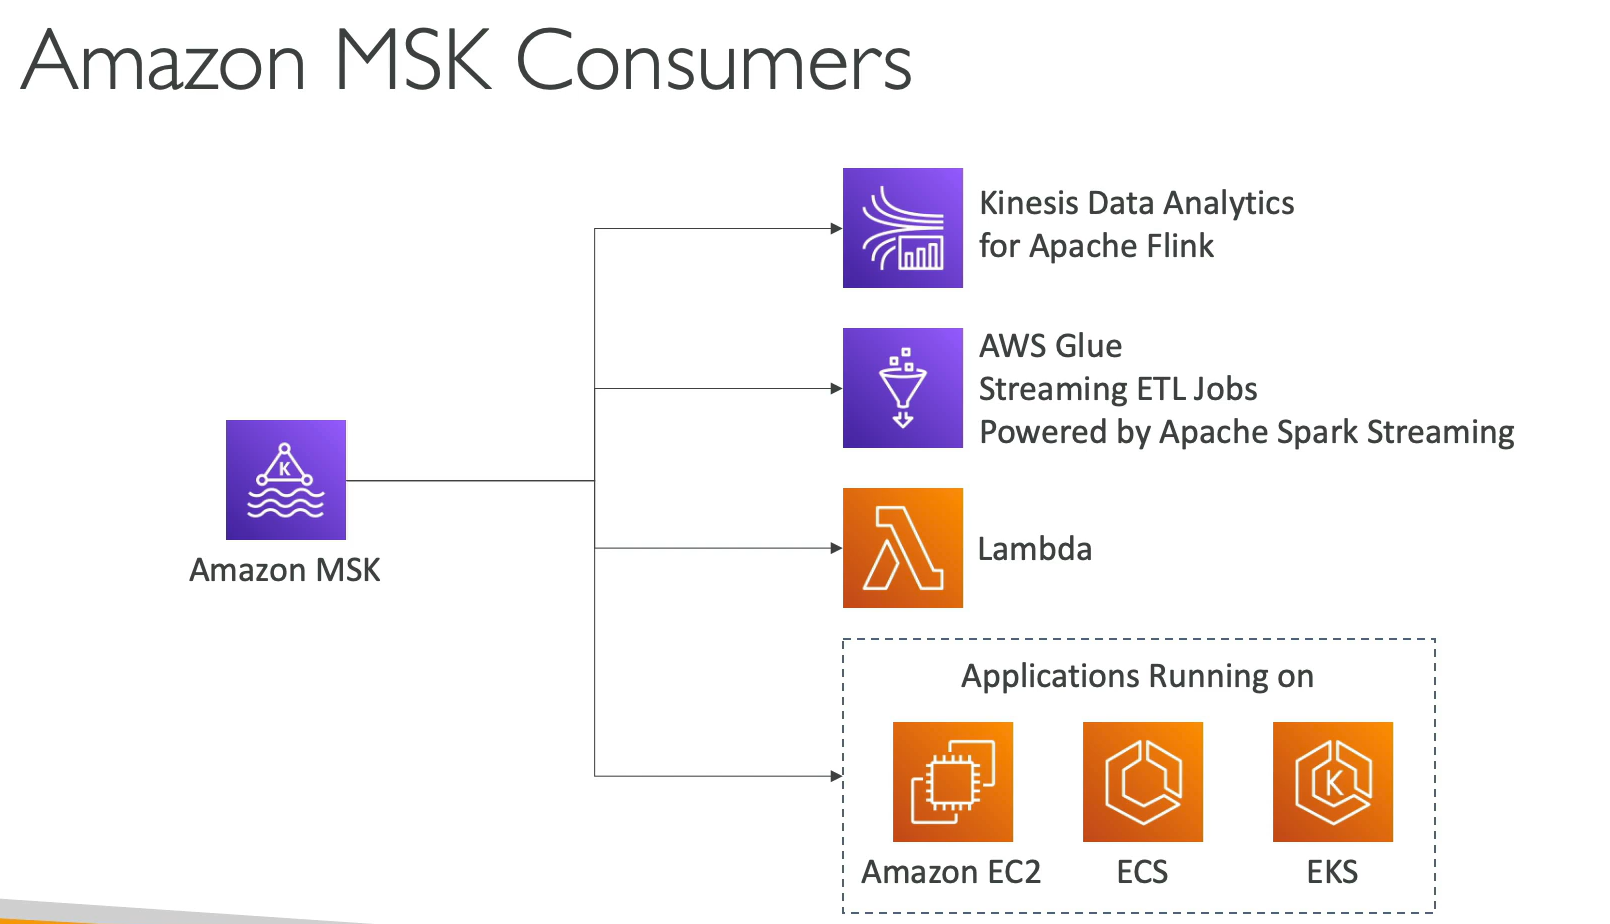 Amazon MSK Consumers
Kinesis Data Analytics
for Apache Flink
AWS Glue
Streaming ETL Jobs
Powered by Apache Spark Streaming
K
Amazon MSK
Lambda
Applications Running on
K
Amazon EC2
ECS
EKS